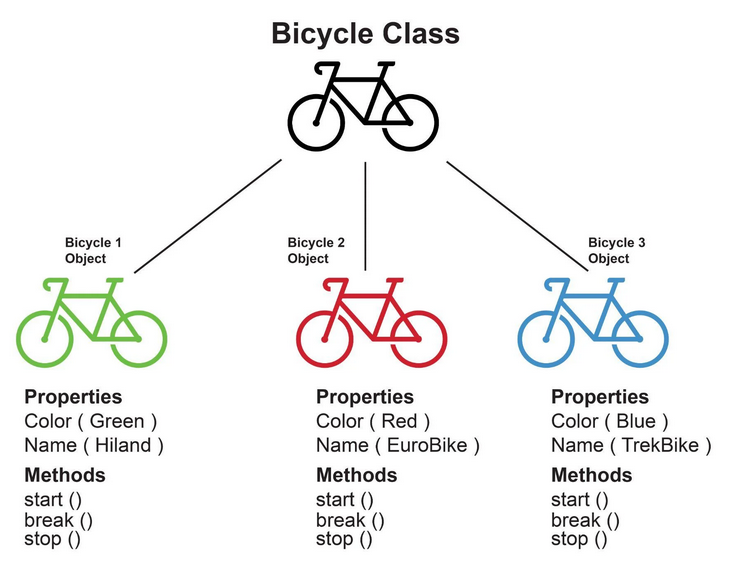 Bicycle Class
Bicycle 1
Object
Bicycle 2
Object
Bicycle 3
Object
Properties
Color ( Green )
Name ( Hiland )
Methods
start ()
break ()
stop ()
Properties
Color ( Red )
Name ( EuroBike )
Methods
start ()
break ()
stop ()
Properties
Color ( Blue )
Name ( TrekBike )
Methods
start ()
break ()
stop ()